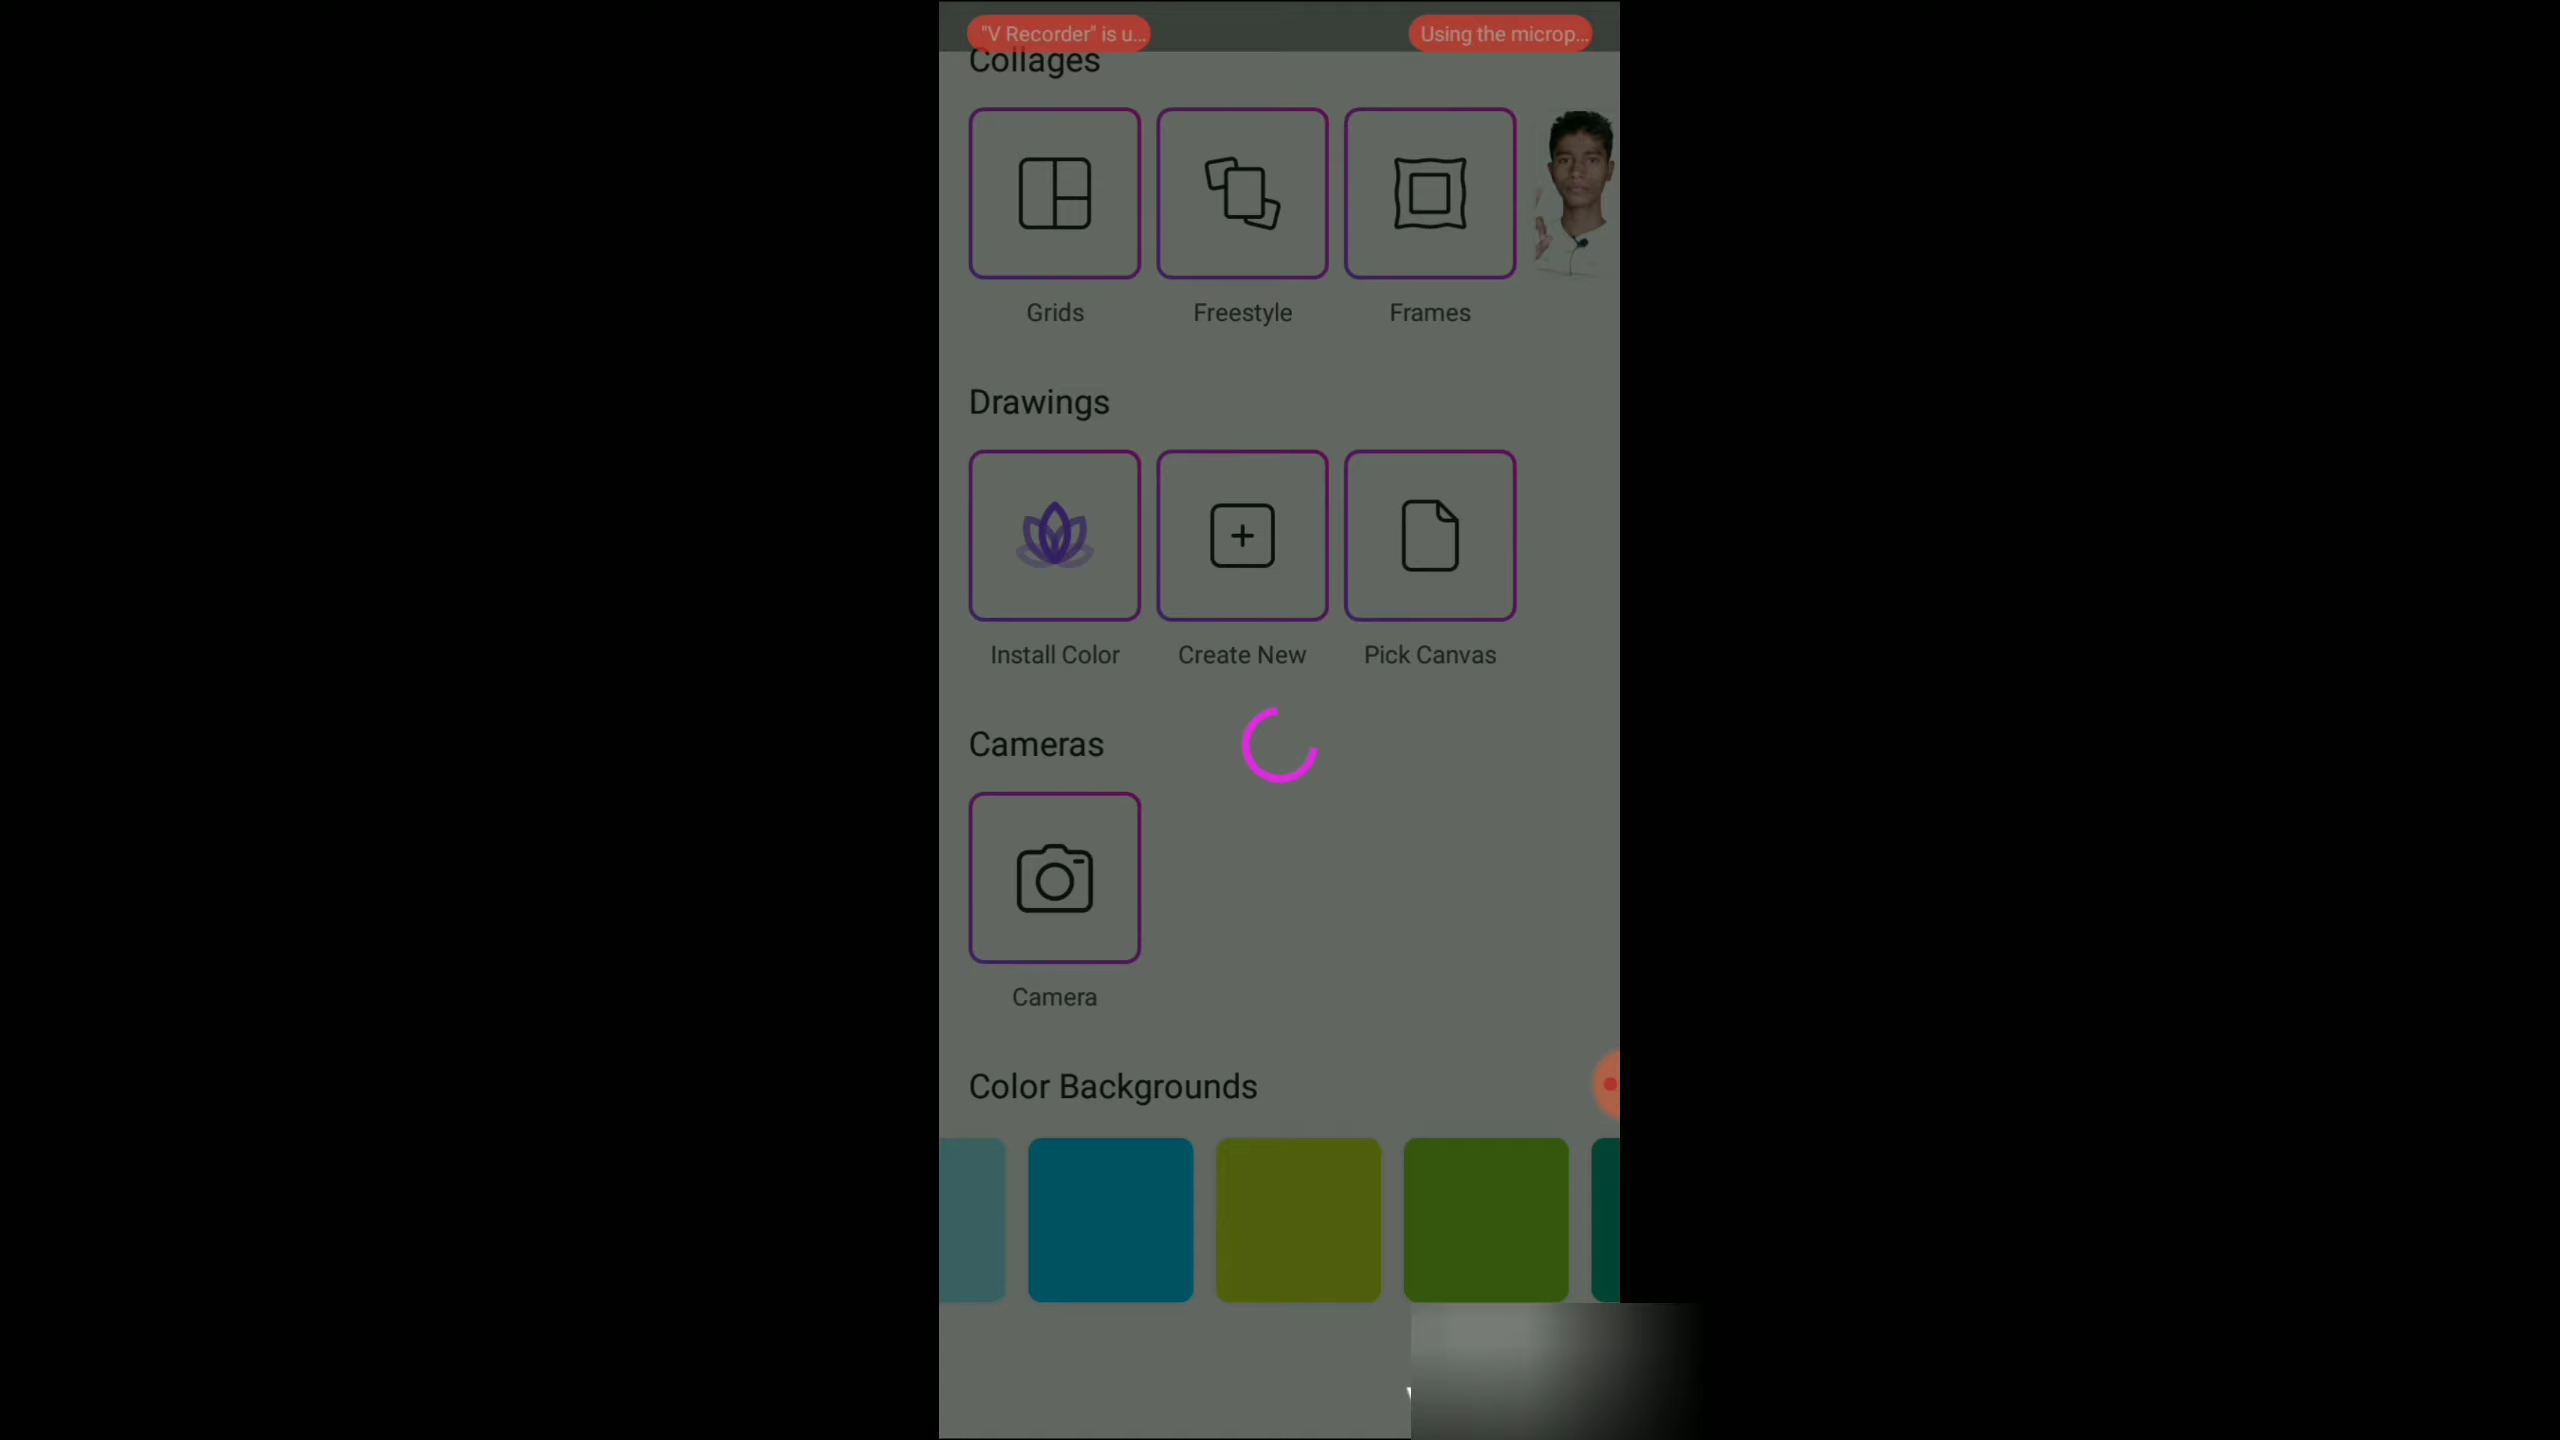 "V Recorder" is u...
Using the microp...
Collages
Grids
Freestyle
Frames
Drawings
Install Color
Create New
Pick Canvas
Cameras
Camera
Color Backgrounds